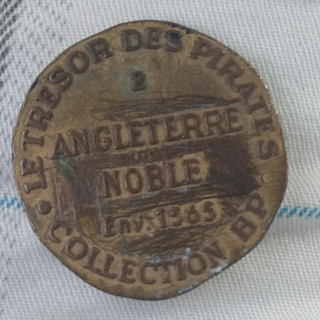 LE TRESOR DES PIRATES
2
ANGLETERRE
NOBLE
Env. 1365
COLLECTION BP